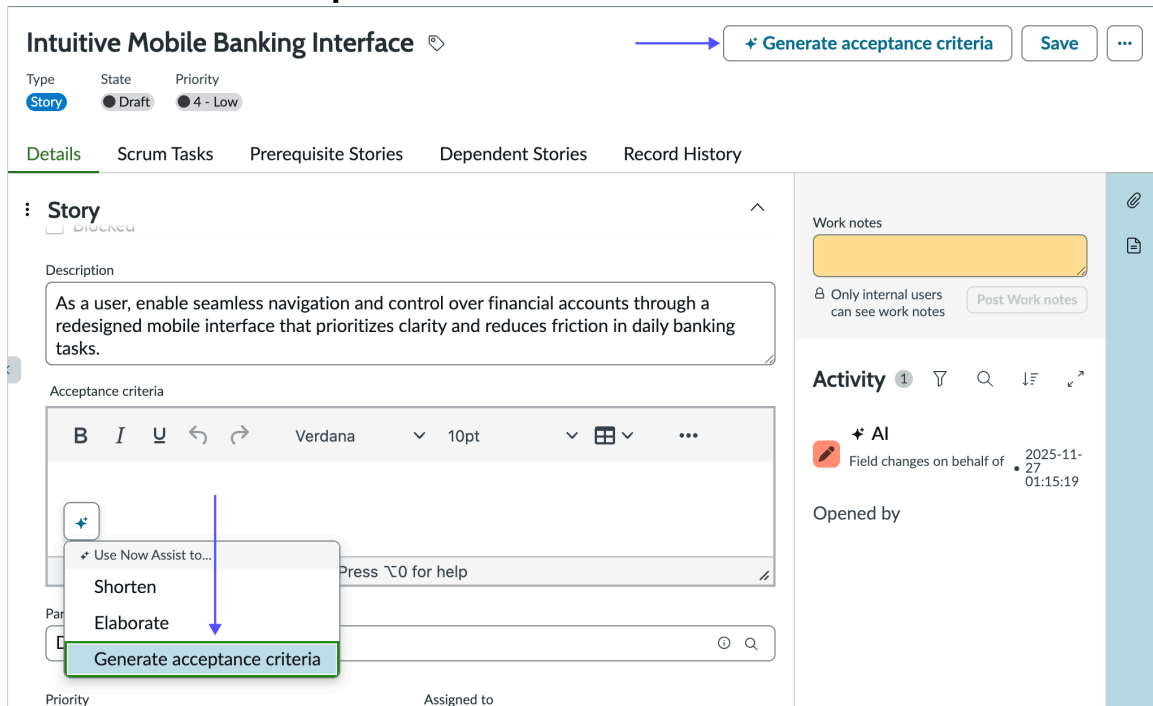 Intuitive Mobile Banking Interface
Generate acceptance criteria
Save
Type
State
Priority
Story
Draft
4 - Low
Details
Scrum Tasks
Prerequisite Stories
Dependent Stories
Record History
Story
Blocked
Description
As a user, enable seamless navigation and control over financial accounts through a
redesigned mobile interface that prioritizes clarity and reduces friction in daily banking
tasks.
Acceptance criteria
B I U
Verdana
10pt
Use Now Assist to...
Shorten
Elaborate
Generate acceptance criteria
Press ⌥0 for help
Par
Priority
Assigned to
Work notes
Only internal users
can see work notes
Post Work notes
Activity 1
AI
Field changes on behalf of
• 2025-11-
27
01:15:19
Opened by